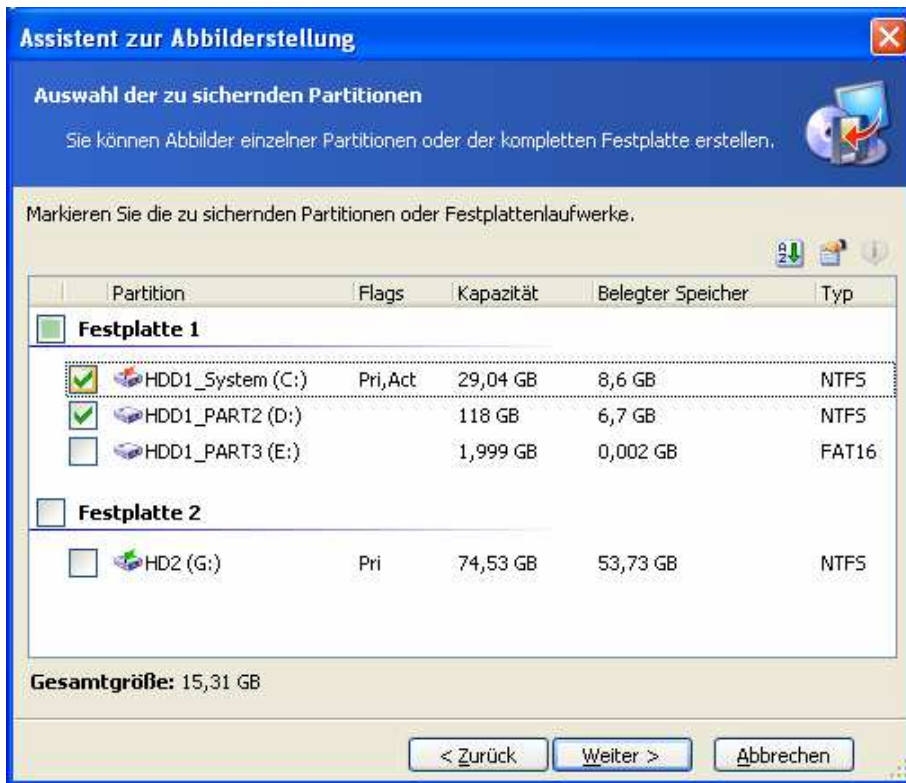 Assistent zur Abbilderstellung
Auswahl der zu sichernden Partitionen
Sie können Abbilder einzelner Partitionen oder der kompletten Festplatte erstellen.
Markieren Sie die zu sichernden Partitionen oder Festplattenlaufwerke.
Partition Flags Kapazität Belegter Speicher Typ
Festplatte 1
HDD1_System (C:) Pri,Act 29,04 GB 8,6 GB NTFS
HDD1_PART2 (D:) 118 GB 6,7 GB NTFS
HDD1_PART3 (E:) 1,999 GB 0,002 GB FAT16
Festplatte 2
HD2 (G:) Pri 74,53 GB 53,73 GB NTFS
Gesamtgröße: 15,31 GB
< Zurück Weiter > Abbrechen